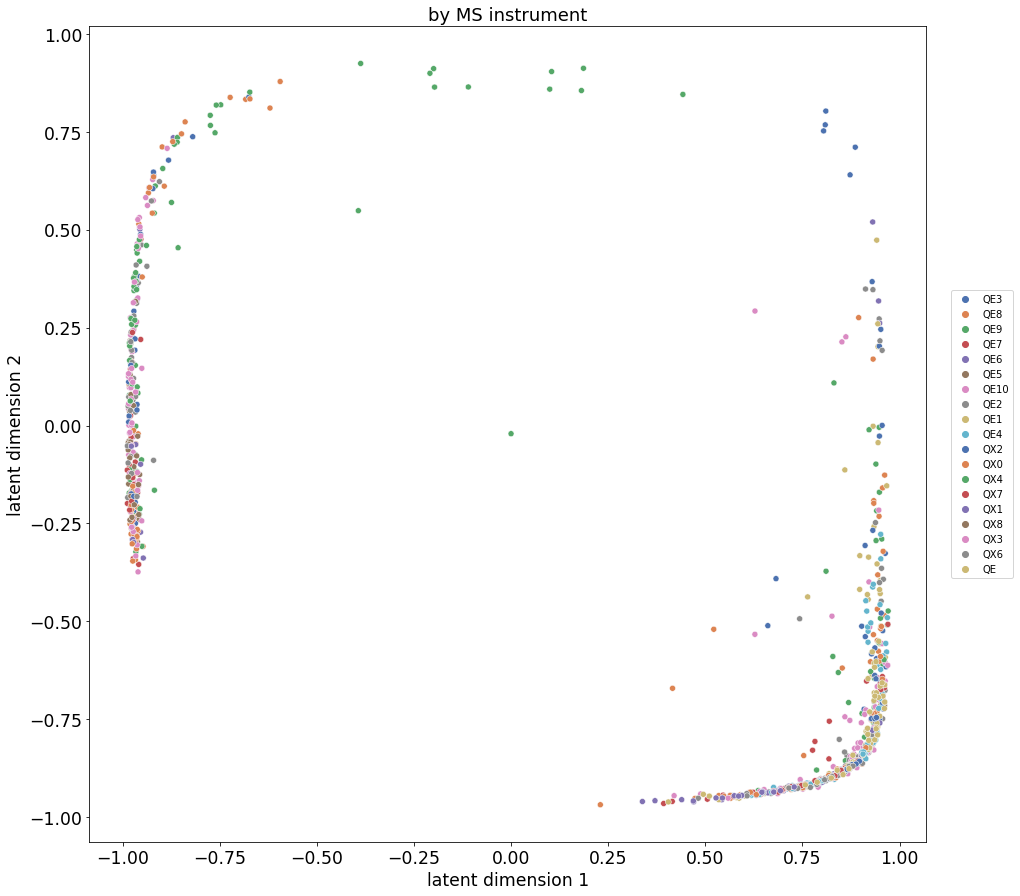 by MS instrument
1.00
0.75
0.50
0.25
0.00
−0.25
−0.50
−0.75
−1.00
latent dimension 2
−1.00 −0.75 −0.50 −0.25 0.00 0.25 0.50 0.75 1.00
latent dimension 1
QE3
QE8
QE9
QE7
QE6
QE5
QE10
QE2
QE1
QE4
QX2
QX0
QX4
QX7
QX1
QX8
QX3
QX6
QE